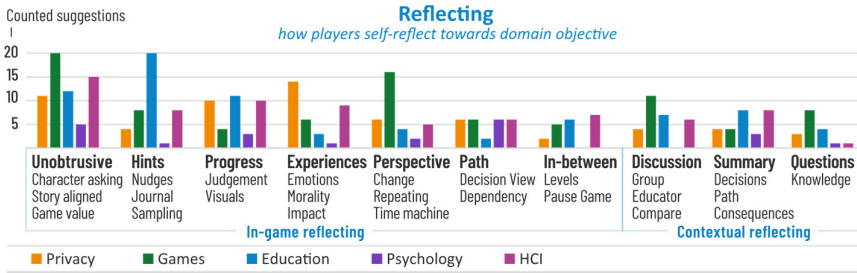 Reflecting
Counted suggestions
how players self-reflect towards domain objective
20
15
10
5
Unobtrusive
Character asking
Story aligned
Game value
Hints
Nudges
Journal
Sampling
Progress
Judgement
Visuals
Experiences
Emotions
Morality
Impact
Perspective
Change
Repeating
Time machine
Path
Decision View
Dependency
In-between
Levels
Pause Game
Discussion
Group
Educator
Compare
Summary
Decisions
Path
Consequences
Questions
Knowledge
In-game reflecting
Contextual reflecting
Privacy
Games
Education
Psychology
HCI